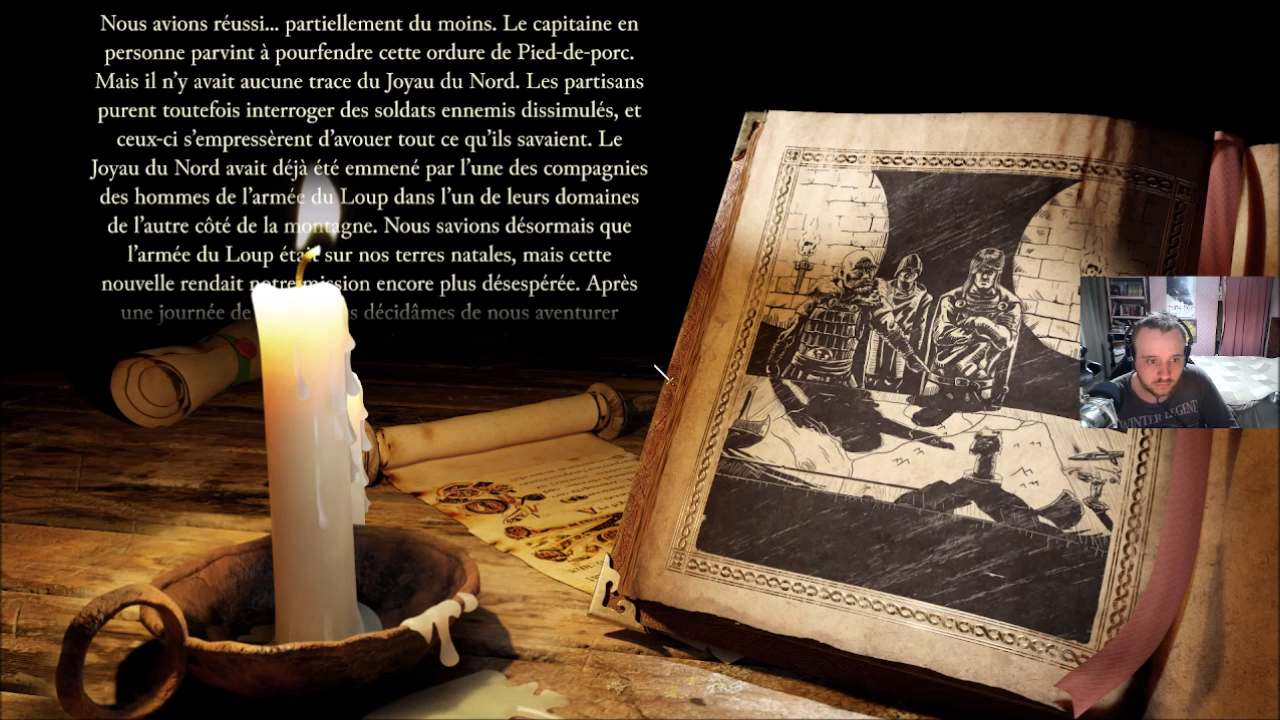 Nous avions réussi... partiellement du moins. Le capitaine en
personne parvint à pourfendre cette ordure de Pied-de-porc.
Mais il n'y avait aucune trace du Joyau du Nord. Les partisans
purent toutefois interroger des soldats ennemis dissimulés, et
ceux-ci s'empressèrent d'avouer tout ce qu'ils savaient. Le
Joyau du Nord avait déjà été emmené par l'une des compagnies
des hommes de l'armée du Loup dans l'un de leurs domaines
de l'autre côté de la montagne. Nous savions désormais que
l'armée du Loup était sur nos terres natales, mais cette
nouvelle rendait notre mission encore plus désespérée. Après
une journée de décidâmes de nous aventurer
WINTER LEGEND